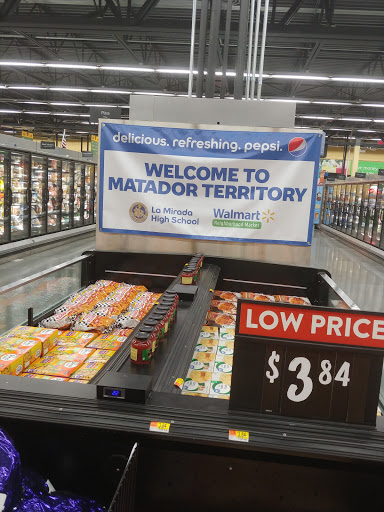 delicious. refreshing. pepsi.
WELCOME TO
MATADOR TERRITORY
La Mirada
High School
Walmart
Neighborhood Market
LOW PRICE
$3.84